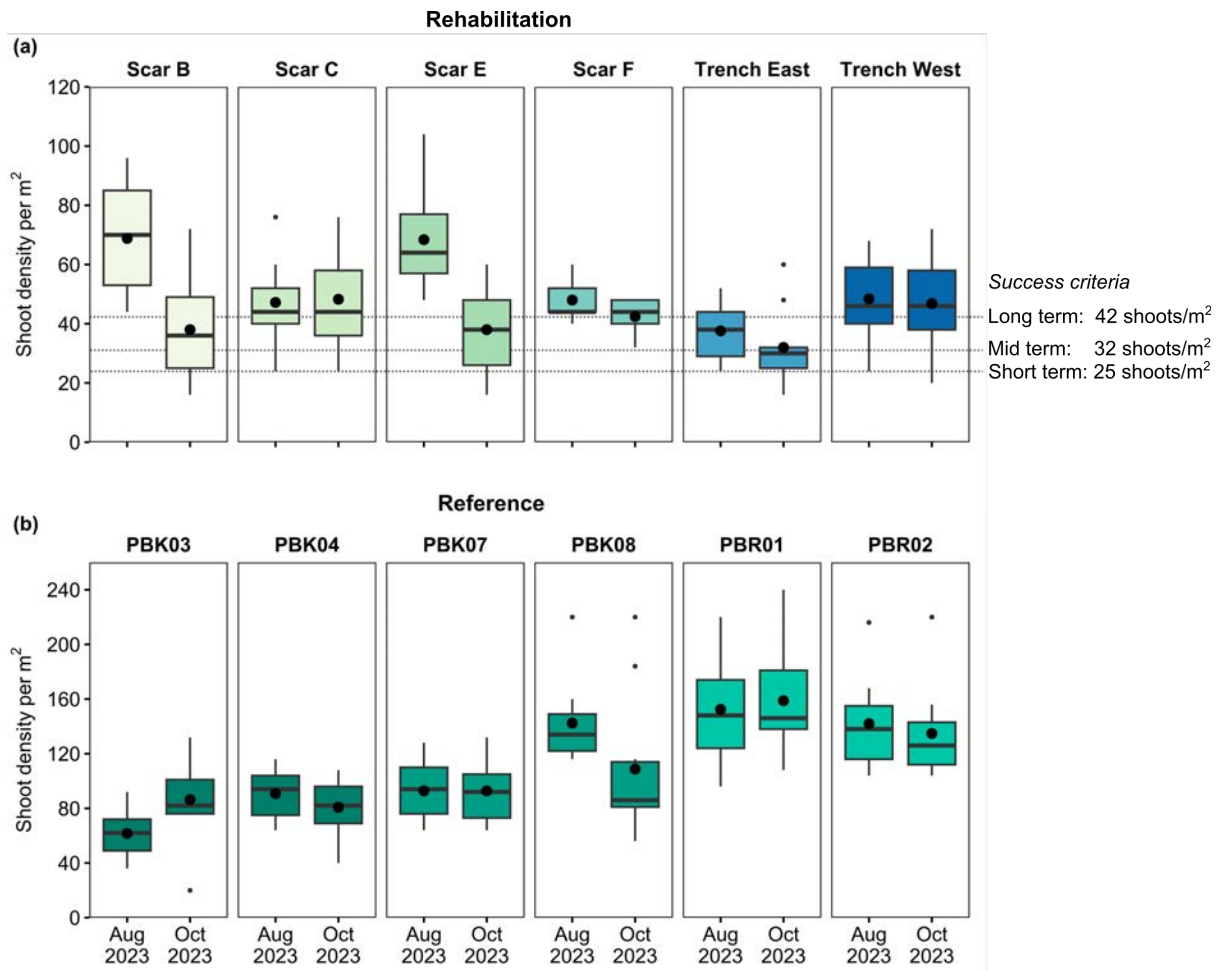 Rehabilitation
(a)
Scar B Scar C Scar E Scar F Trench East Trench West
120
100
80
60
40
20
0
Shoot density per m²
Success criteria
Long term: 42 shoots/m²
Mid term: 32 shoots/m²
Short term: 25 shoots/m²
Reference
(b)
PBK03 PBK04 PBK07 PBK08 PBR01 PBR02
240
200
160
120
80
40
0
Shoot density per m²
Aug Oct Aug Oct Aug Oct Aug Oct Aug Oct Aug Oct
2023 2023 2023 2023 2023 2023 2023 2023 2023 2023 2023 2023